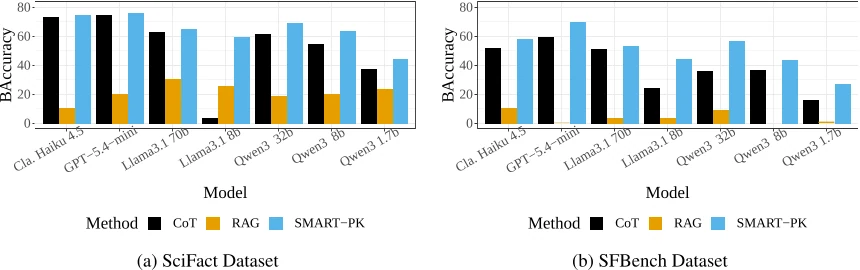 80
60
40
20
0
BAccuracy
Cla. Haiku 4.5
GPT−5.4−mini
Llama3.1 70b
Llama3.1 8b
Qwen3 32b
Qwen3 8b
Qwen3 1.7b
Model
Method CoT RAG SMART−PK
(a) SciFact Dataset
80
60
40
20
0
BAccuracy
Cla. Haiku 4.5
GPT−5.4−mini
Llama3.1 70b
Llama3.1 8b
Qwen3 32b
Qwen3 8b
Qwen3 1.7b
Model
Method CoT RAG SMART−PK
(b) SFBench Dataset